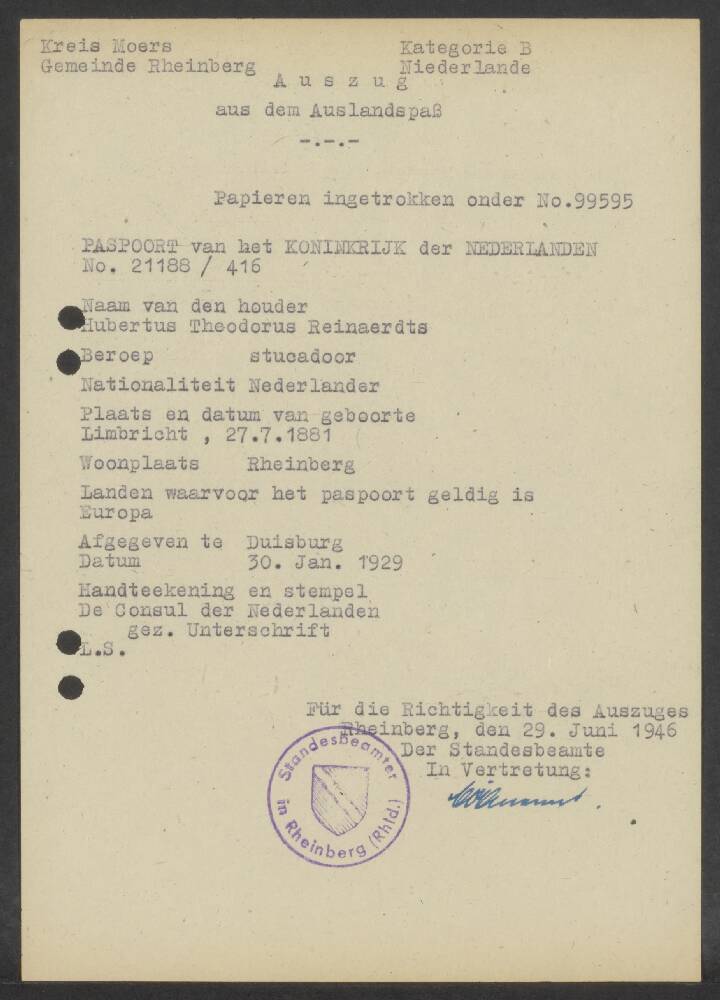 Kreis Moers
Kategorie B
Gemeinde Rheinberg
Niederlande
Auszug
aus dem Auslandspaß
-.-.-
Papieren ingetrokken onder No.99595
PASPOORT van het KONINKRIJK der NEDERLANDEN
No. 21188 / 416
Naam van den houder
Hubertus Theodorus Reinaerdts
Beroep stucadoor
Nationaliteit Nederlander
Plaats en datum van geboorte
Limbricht , 27.7.1881
Woonplaats Rheinberg
Landen waarvoor het paspoort geldig is
Europa
Afgegeven te Duisburg
Datum 30. Jan. 1929
Handteekening en stempel
De Consul der Nederlanden
gez. Unterschrift
L.S.
Für die Richtigkeit des Auszuges
Rheinberg, den 29. Juni 1946
Der Standesbeamte
In Vertretung:
Standesbeamter
in Rheinberg (Rhld.)